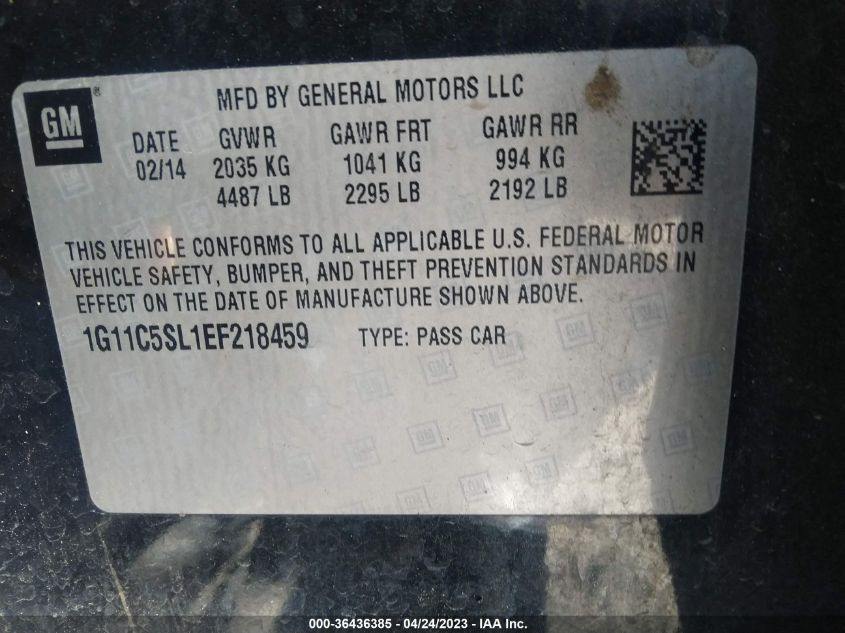 GM®
MFD BY GENERAL MOTORS LLC
DATE GVWR GAWR FRT GAWR RR
02/14 2035 KG 1041 KG 994 KG
4487 LB 2295 LB 2192 LB
THIS VEHICLE CONFORMS TO ALL APPLICABLE U.S. FEDERAL MOTOR
VEHICLE SAFETY, BUMPER, AND THEFT PREVENTION STANDARDS IN
EFFECT ON THE DATE OF MANUFACTURE SHOWN ABOVE.
1G11C5SL1EF218459 TYPE: PASS CAR
000-36436385 - 04/24/2023 - IAA Inc.